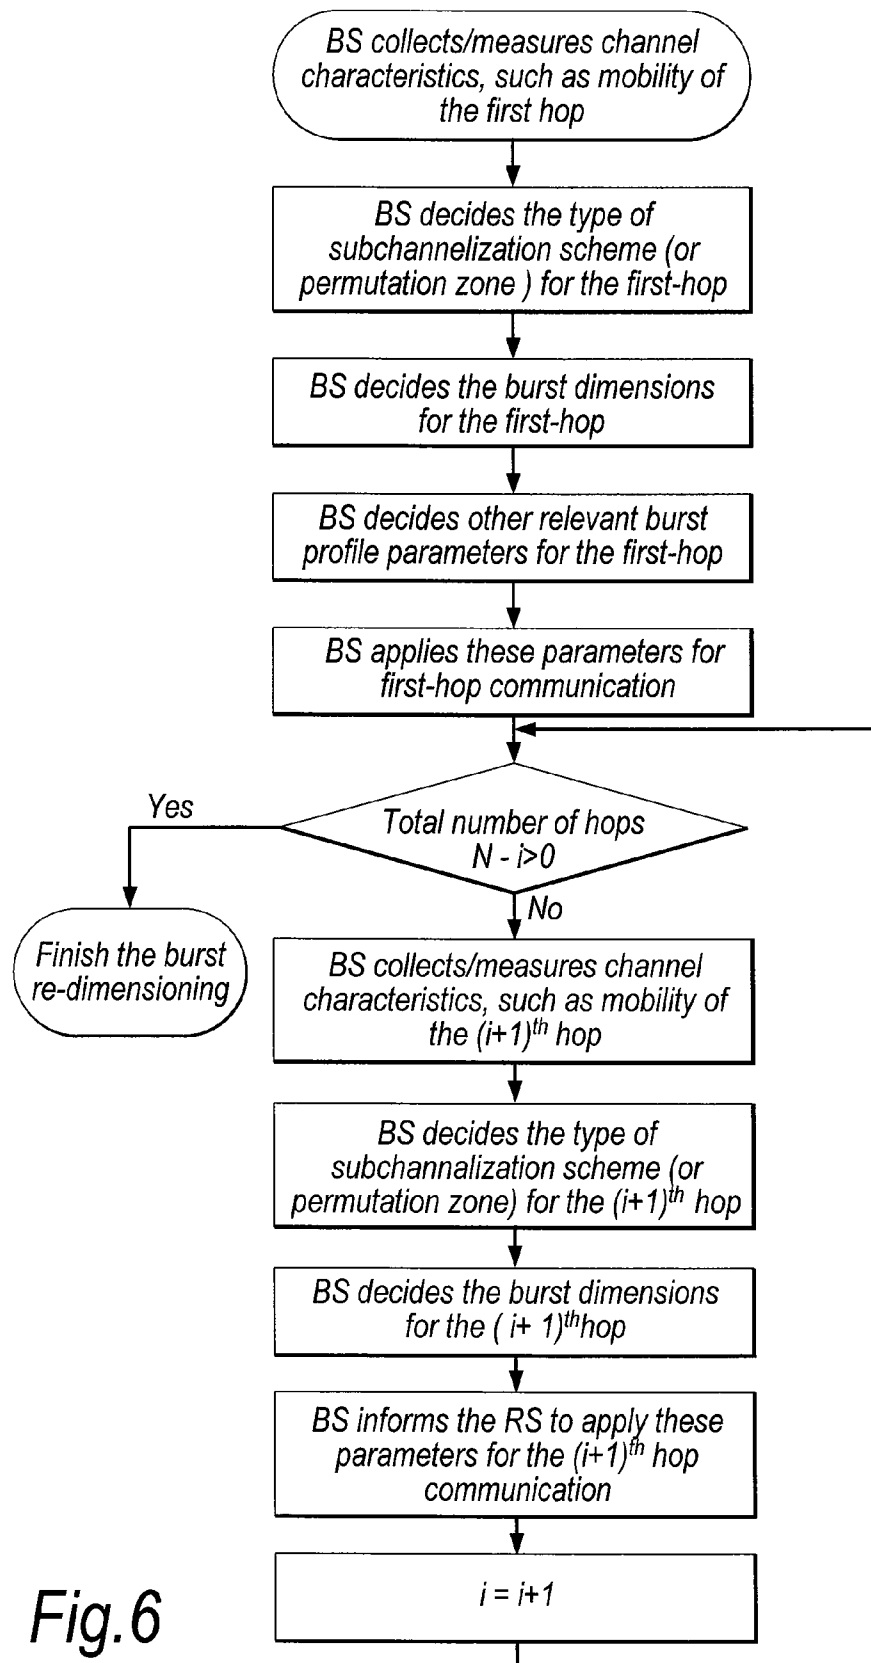 BS collects/measures channel
characteristics, such as mobility of
the first hop
BS decides the type of
subchannelization scheme (or
permutation zone ) for the first-hop
BS decides the burst dimensions
for the first-hop
BS decides other relevant burst
profile parameters for the first-hop
BS applies these parameters for
first-hop communication
Yes
Total number of hops
N - i>0
No
Finish the burst
re-dimensioning
BS collects/measures channel
characteristics, such as mobility of
the (i+1)th hop
BS decides the type of
subchannalization scheme (or
permutation zone) for the (i+1)th hop
BS decides the burst dimensions
for the ( i+ 1)th hop
BS informs the RS to apply these
parameters for the (i+1)th hop
communication
i = i+1
Fig.6